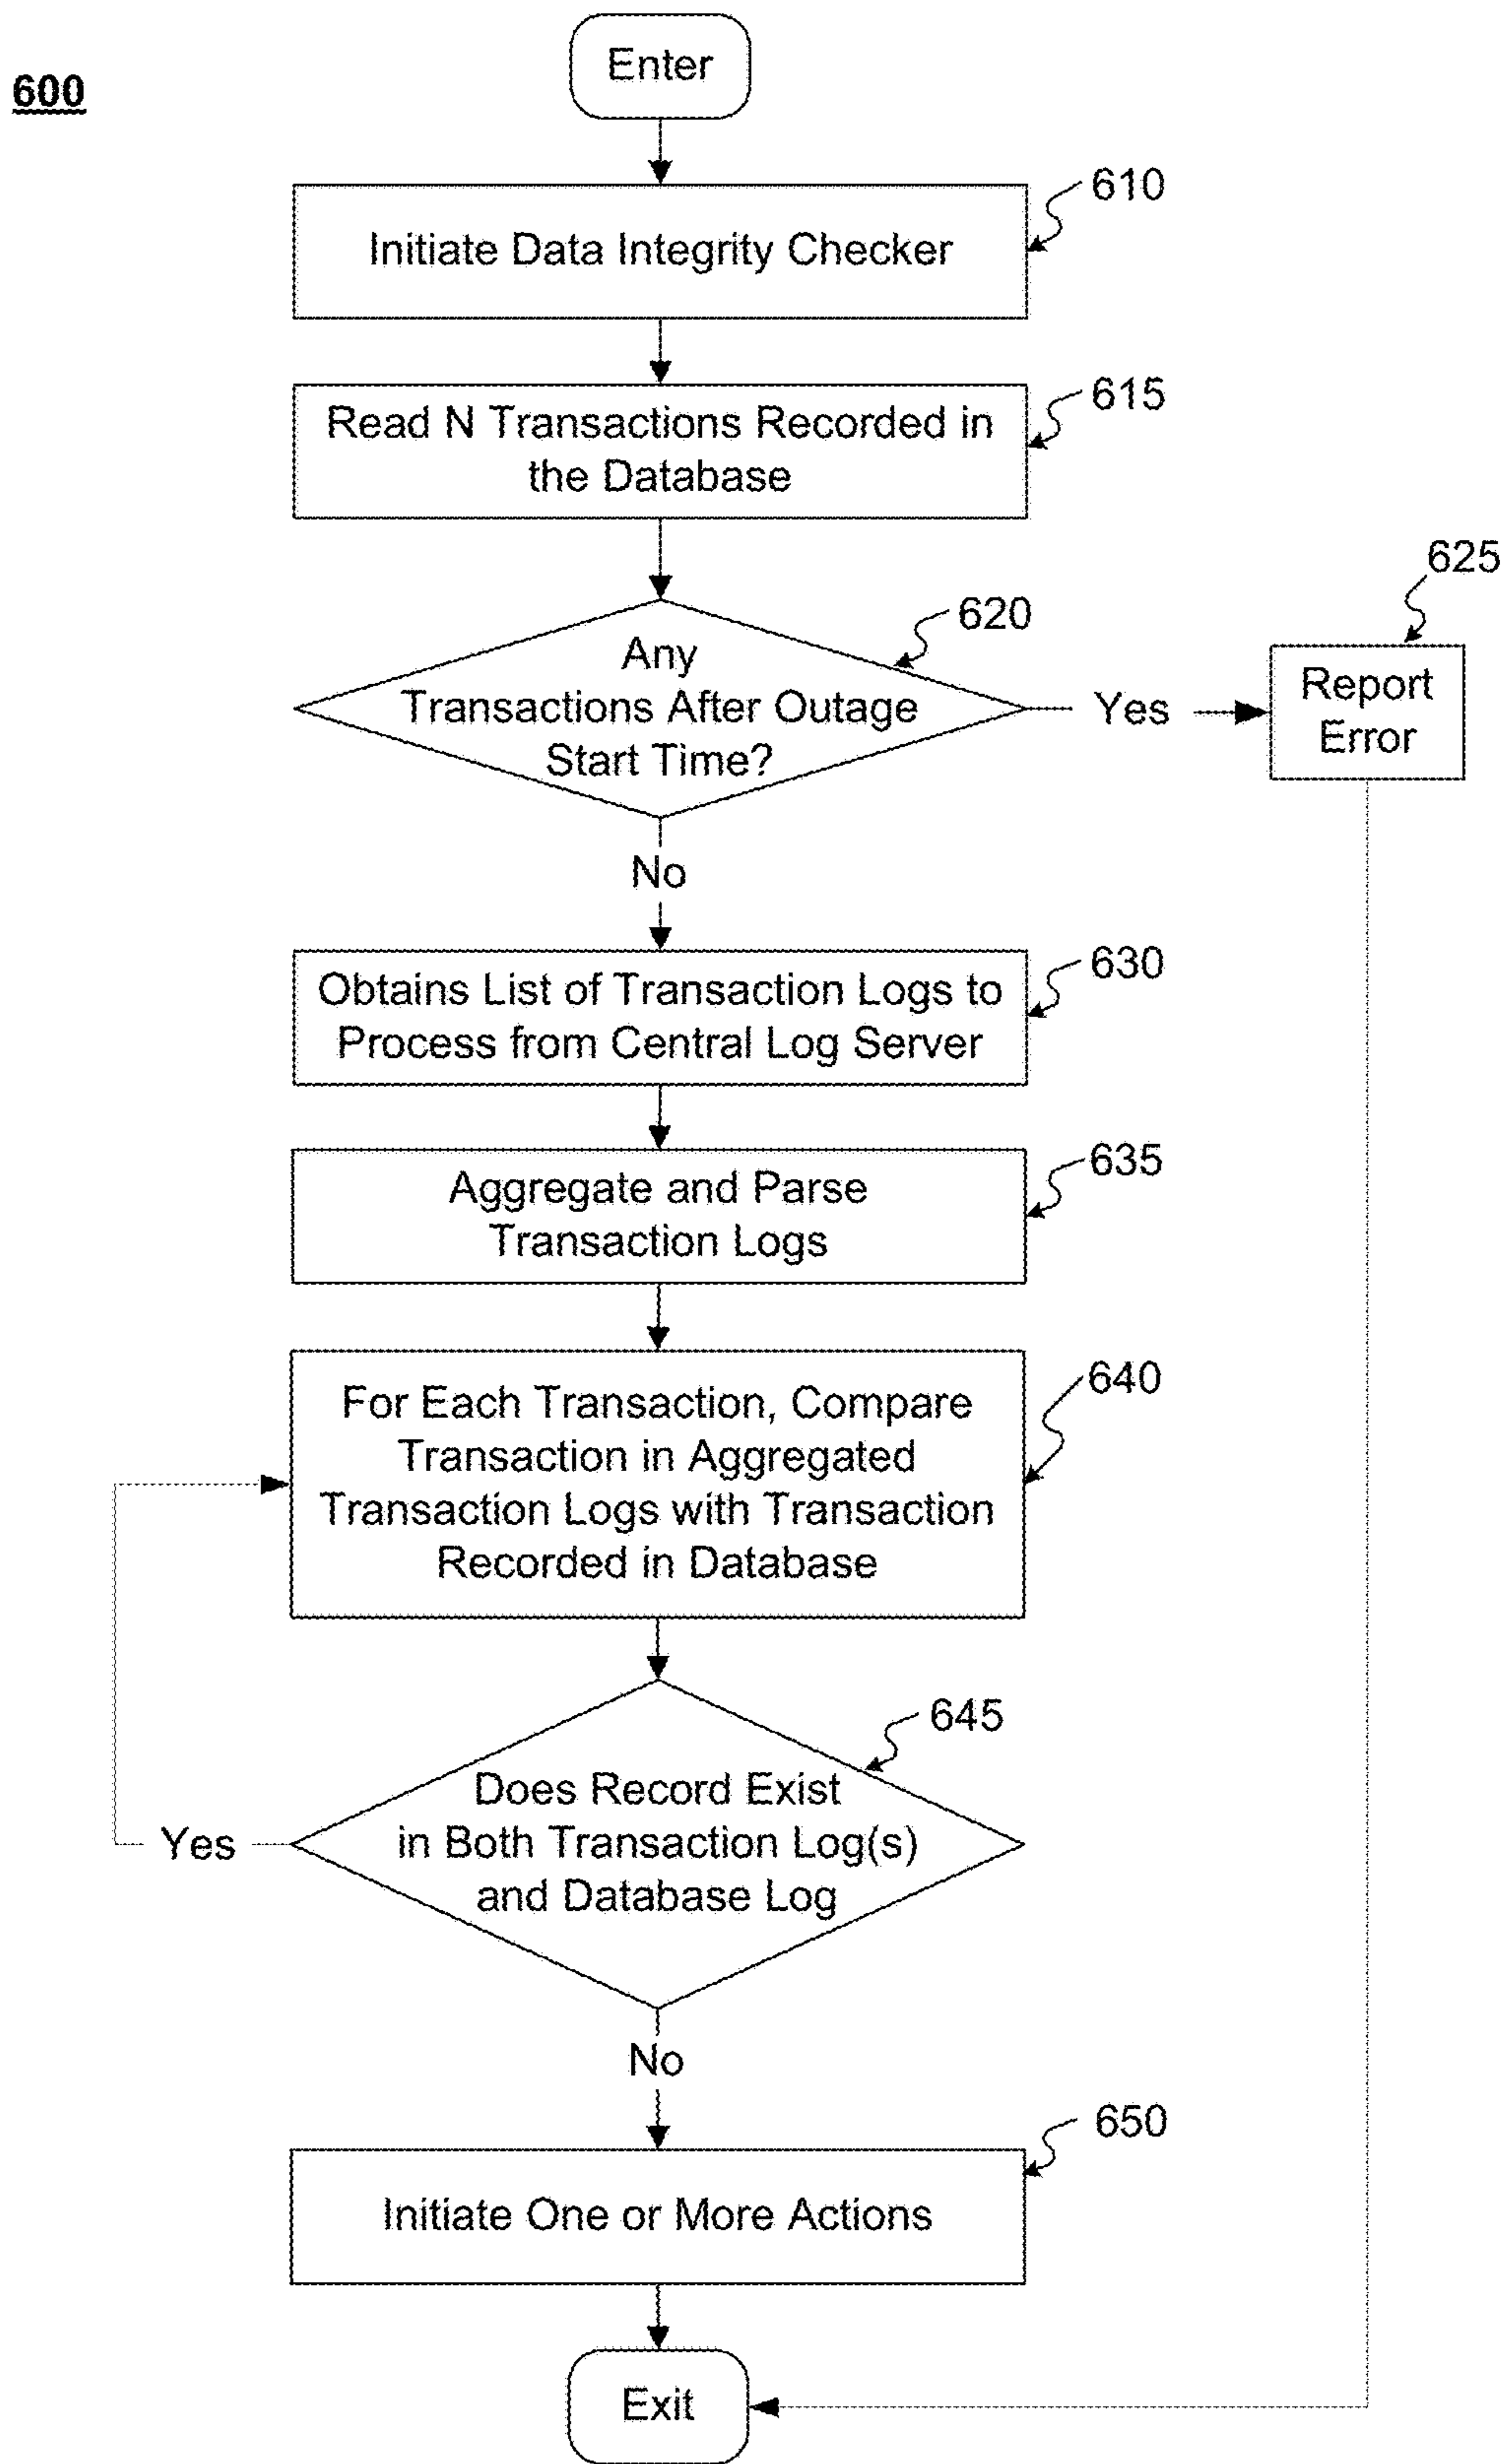 600
Enter
610
Initiate Data Integrity Checker
615
Read N Transactions Recorded in
the Database
620
Any
Transactions After Outage
Start Time?
Yes
625
Report
Error
No
630
Obtains List of Transaction Logs to
Process from Central Log Server
635
Aggregate and Parse
Transaction Logs
640
For Each Transaction, Compare
Transaction in Aggregated
Transaction Logs with Transaction
Recorded in Database
645
Does Record Exist
in Both Transaction Log(s)
and Database Log
Yes
No
650
Initiate One or More Actions
Exit